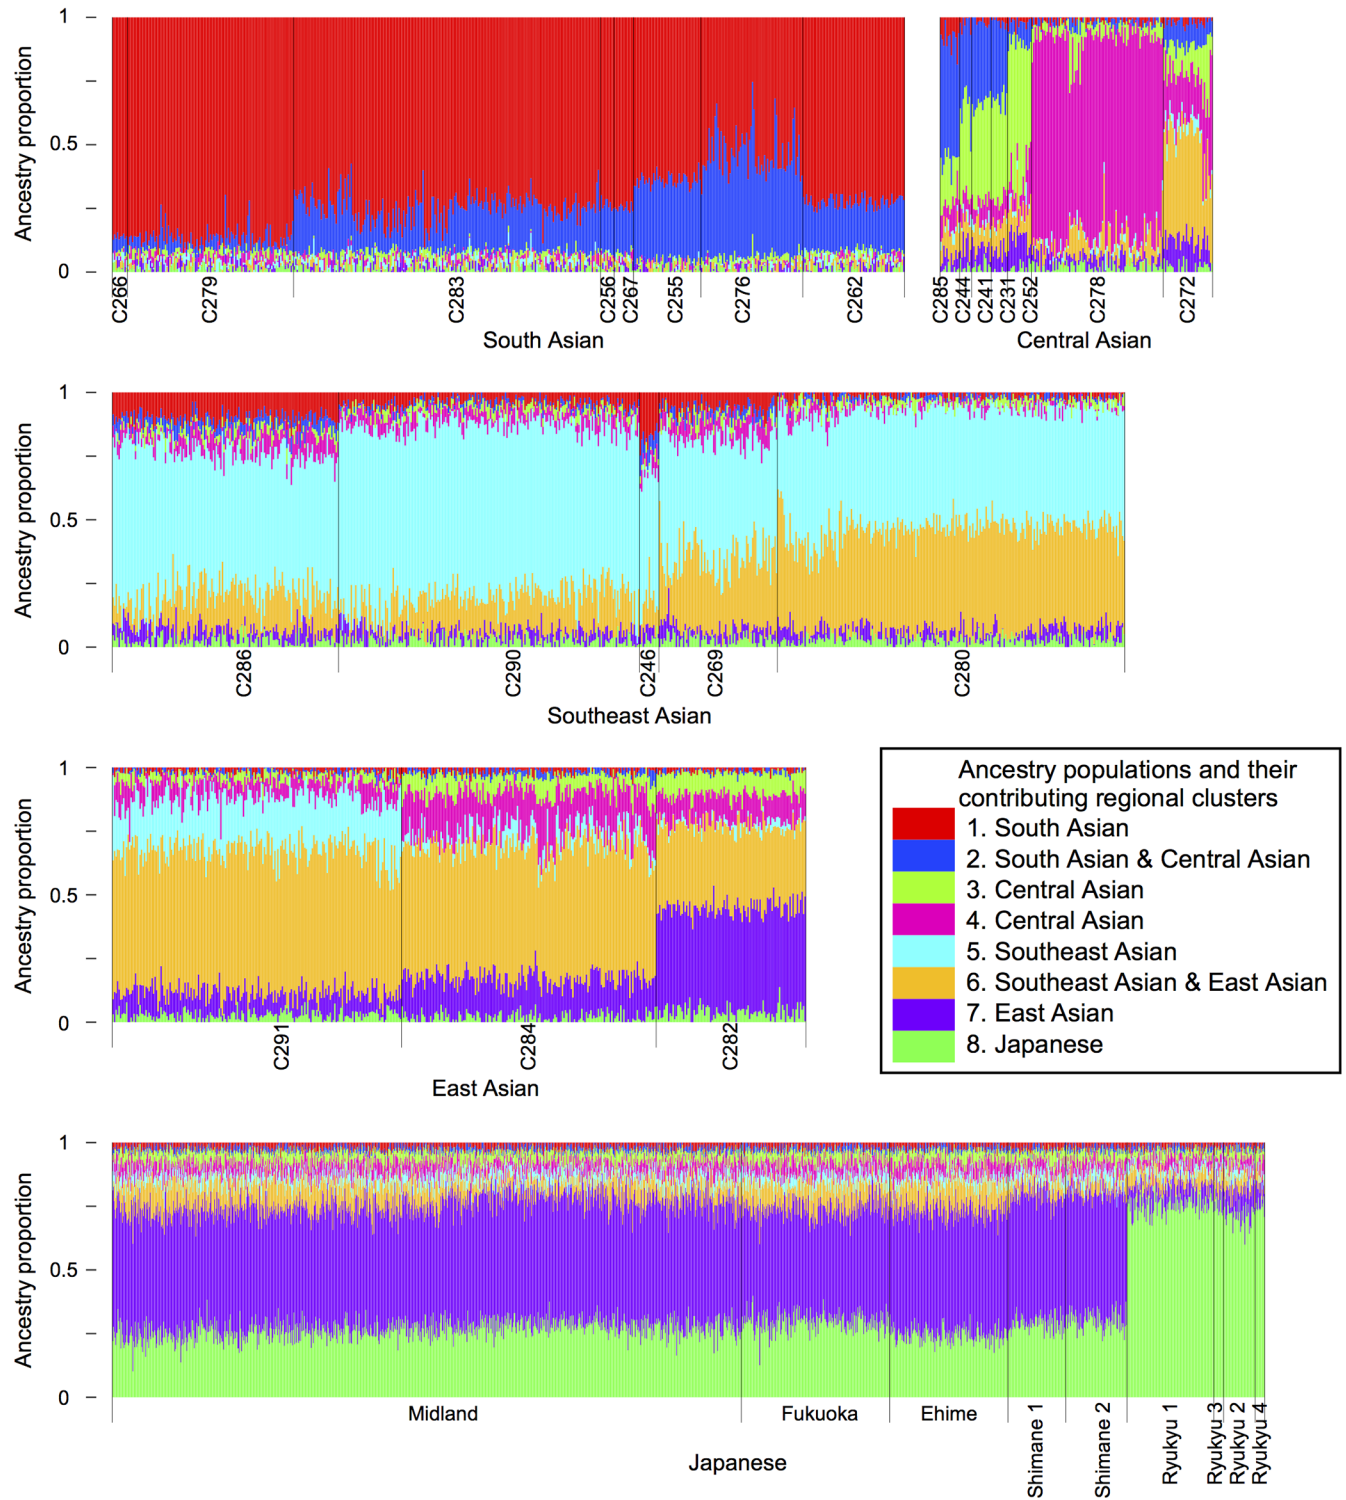 Ancestry proportion
1
0.5
0
C266
C279
C283
C256
C267
C255
C276
C262
South Asian
C285
C244
C241
C231
C252
C278
C272
Central Asian
Ancestry proportion
1
0.5
0
C286
C290
C246
C269
C280
Southeast Asian
Ancestry proportion
1
0.5
0
C291
C284
C282
East Asian
Ancestry populations and their
contributing regional clusters
1. South Asian
2. South Asian & Central Asian
3. Central Asian
4. Central Asian
5. Southeast Asian
6. Southeast Asian & East Asian
7. East Asian
8. Japanese
Ancestry proportion
1
0.5
0
Midland
Fukuoka
Ehime
Shimane 1
Shimane 2
Ryukyu 1
Ryukyu 3
Ryukyu 2
Ryukyu 4
Japanese